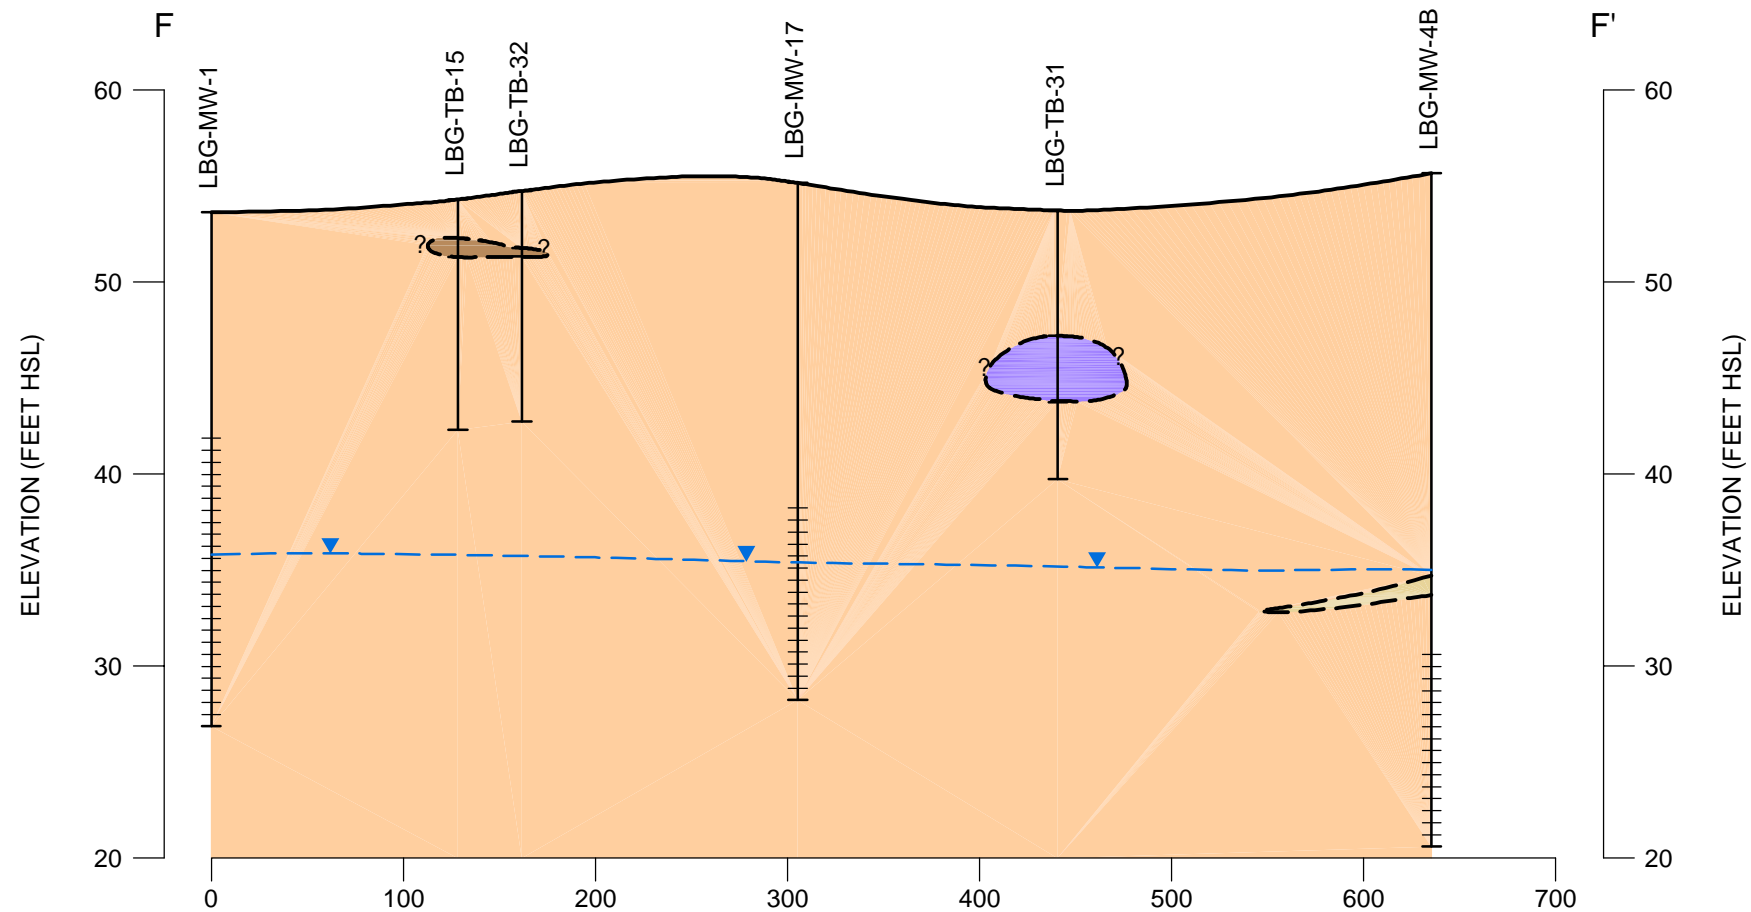 F
F'
LBG-MW-1
LBG-TB-15
LBG-TB-32
LBG-MW-17
LBG-TB-31
LBG-MW-4B
60
50
40
30
20
ELEVATION (FEET HSL)
?
?
?
?
60
50
40
30
20
ELEVATION (FEET HSL)
0
100
200
300
400
500
600
700